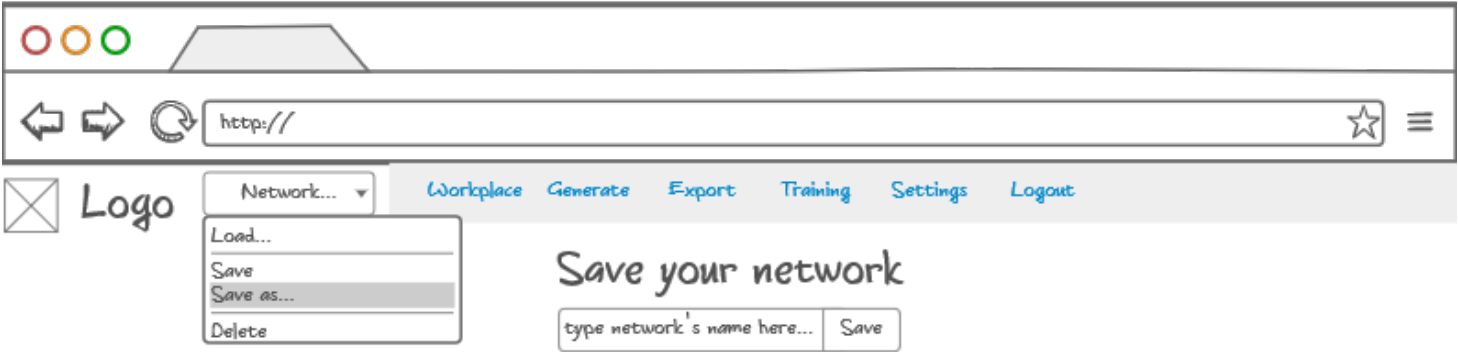 http://
Logo
Network...
Workplace Generate Export Training Settings Logout
Load...
Save
Save as...
Delete
Save your network
type network's name here... Save